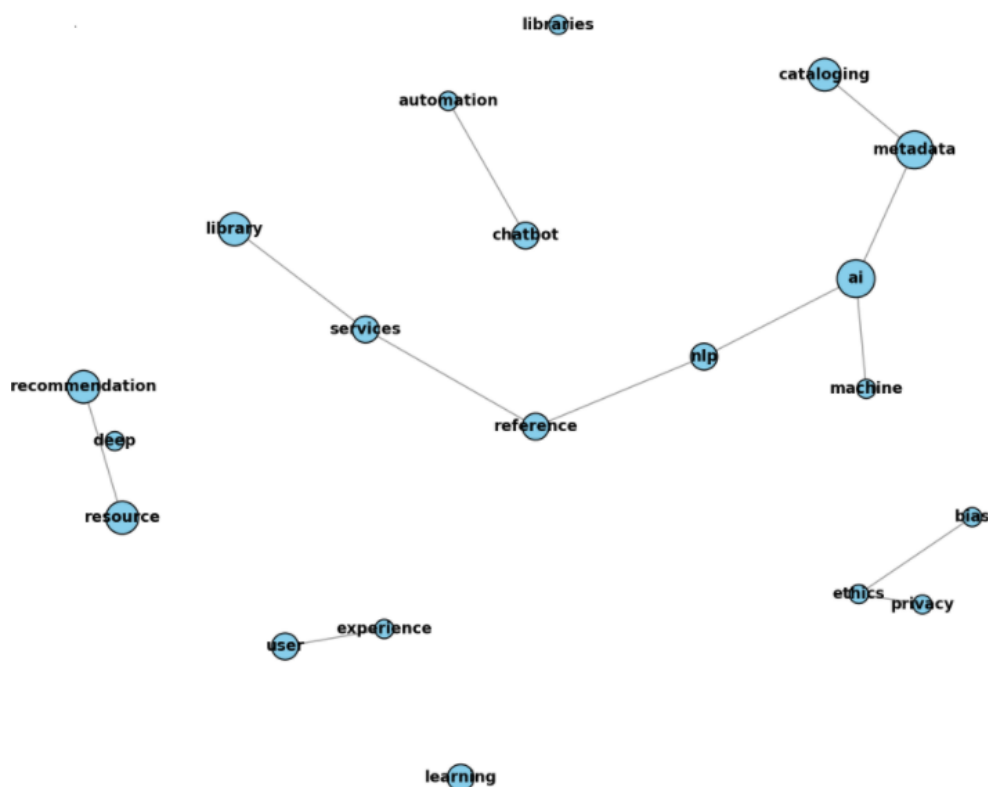 libraries
cataloging
automation
metadata
library
chatbot
ai
services
nlp
recommendation
machine
reference
deep
resource
bias
ethics
privacy
experience
user
learning